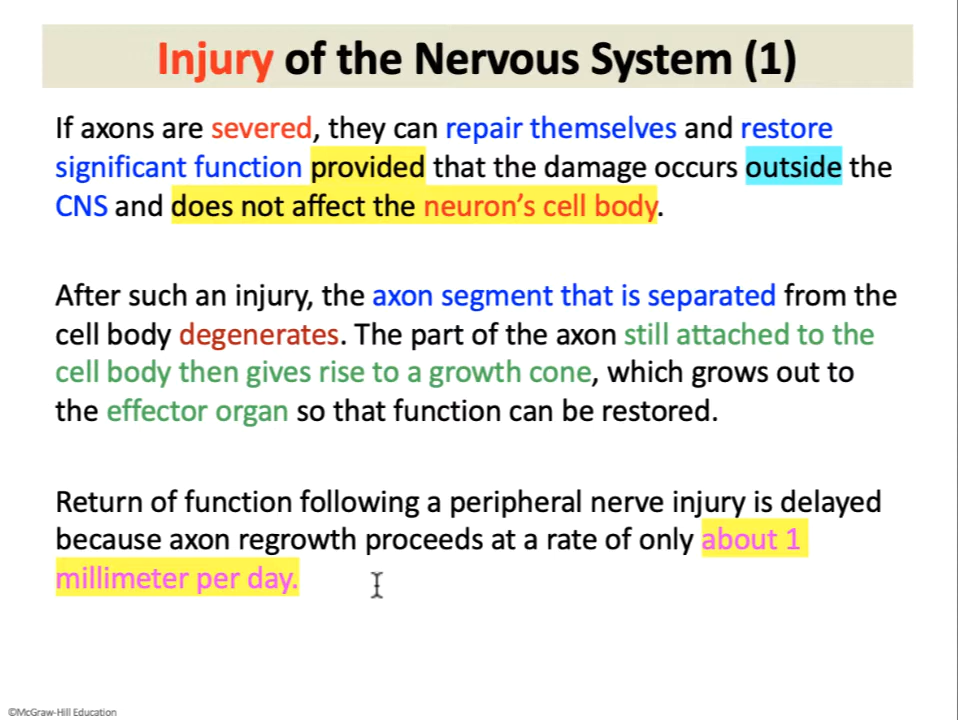 Injury of the Nervous System (1)
If axons are severed, they can repair themselves and restore
significant function provided that the damage occurs outside the
CNS and does not affect the neuron’s cell body.
After such an injury, the axon segment that is separated from the
cell body degenerates. The part of the axon still attached to the
cell body then gives rise to a growth cone, which grows out to
the effector organ so that function can be restored.
Return of function following a peripheral nerve injury is delayed
because axon regrowth proceeds at a rate of only about 1
millimeter per day.
©McGraw-Hill Education